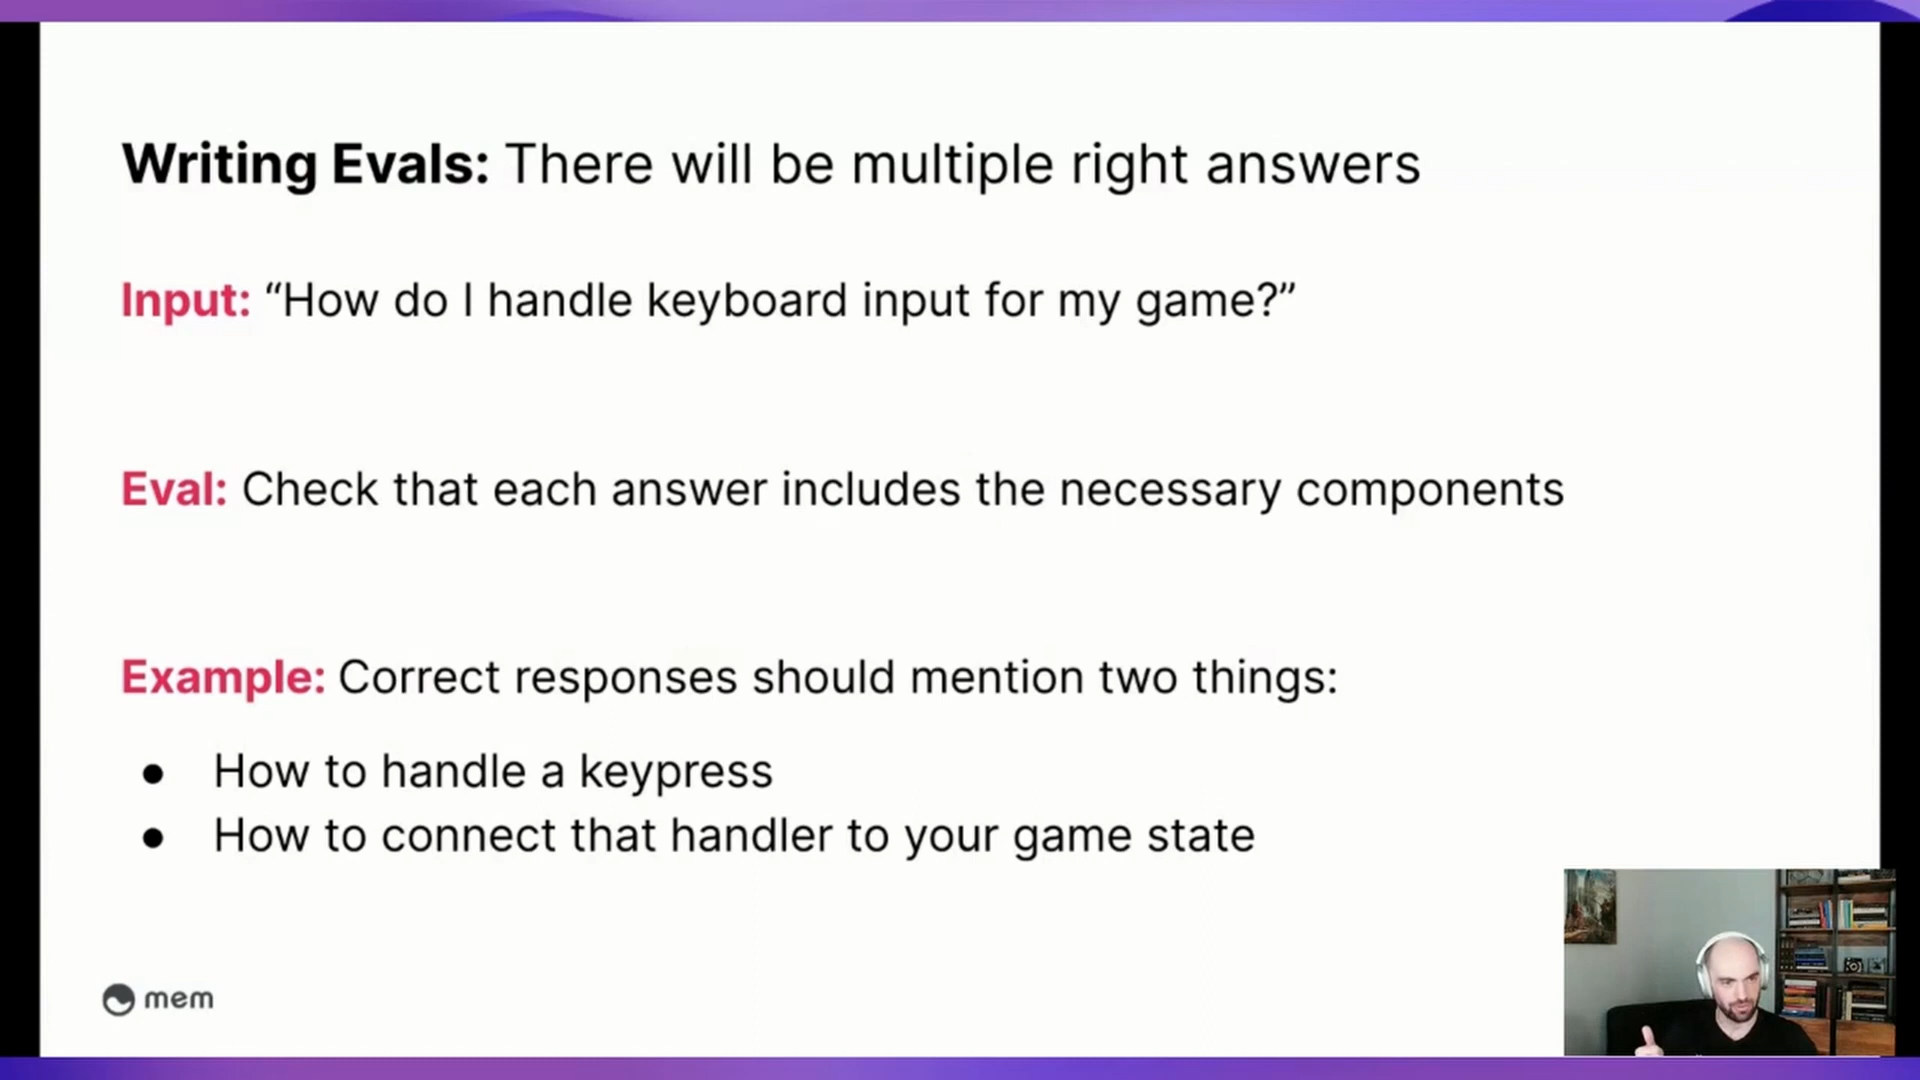 Writing Evals: There will be multiple right answers
Input: “How do I handle keyboard input for my game?”
Eval: Check that each answer includes the necessary components
Example: Correct responses should mention two things:
● How to handle a keypress
● How to connect that handler to your game state
mem